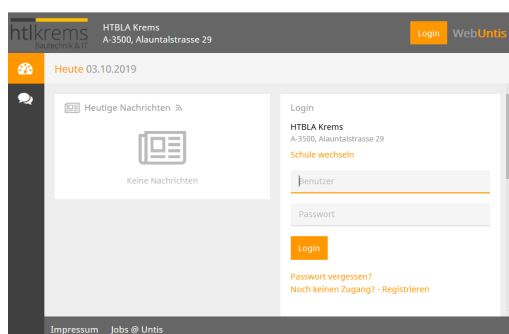 htlkrems
Bautechnik & IT
HTBLA Krems
A-3500, Alauntalstrasse 29
Login
WebUntis
Heute 03.10.2019
Heutige Nachrichten
Keine Nachrichten
Login
HTBLA Krems
A-3500, Alauntalstrasse 29
Schule wechseln
Benutzer
Passwort
Login
Passwort vergessen?
Noch keinen Zugang? - Registrieren
Impressum
Jobs @ Untis